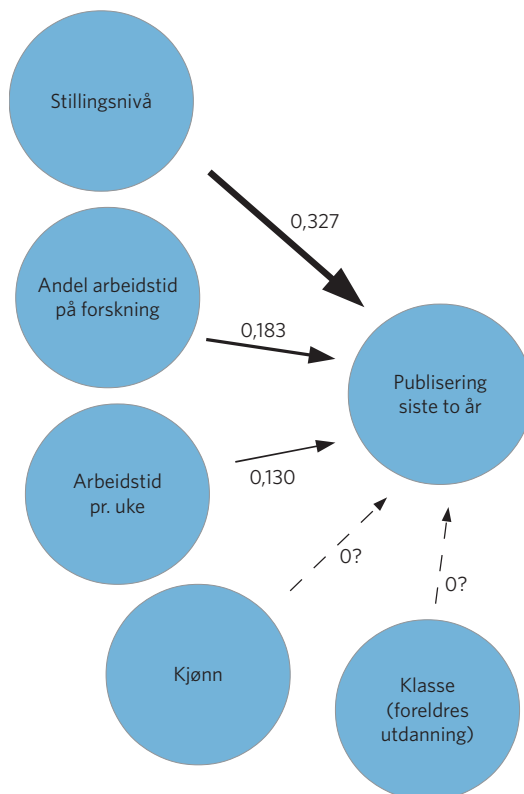 Stillingsnivå
0,327
Andel arbeidstid
på forskning
0,183
Publisering
siste to år
Arbeidstid
pr. uke
0,130
0?
0?
Kjønn
Klasse
(foreldres
utdanning)